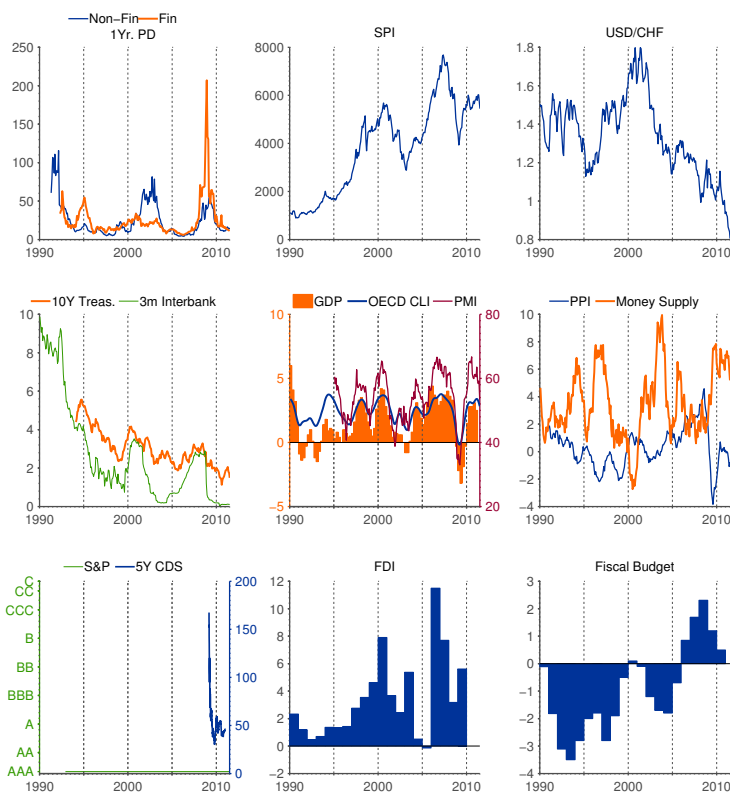 Non−Fin Fin
1Yr. PD
250
200
150
100
50
0
1990 2000 2010
SPI
8000
6000
4000
2000
0
1990 2000 2010
USD/CHF
1.8
1.6
1.4
1.2
1
0.8
1990 2000 2010
10Y Treas. 3m Interbank
10
8
6
4
2
0
1990 2000 2010
GDP OECD CLI PMI
10 80
5 60
0 40
−5 20
1990 2000 2010
PPI Money Supply
10
8
6
4
2
0
−2
−4
1990 2000 2010
S&P 5Y CDS
C 200
CC
CCC
B 150
BB 100
BBB
A 50
AA
AAA 0
1990 2000 2010
FDI
12
10
8
6
4
2
0
−2
1990 2000 2010
Fiscal Budget
3
2
1
0
−1
−2
−3
−4
1990 2000 2010